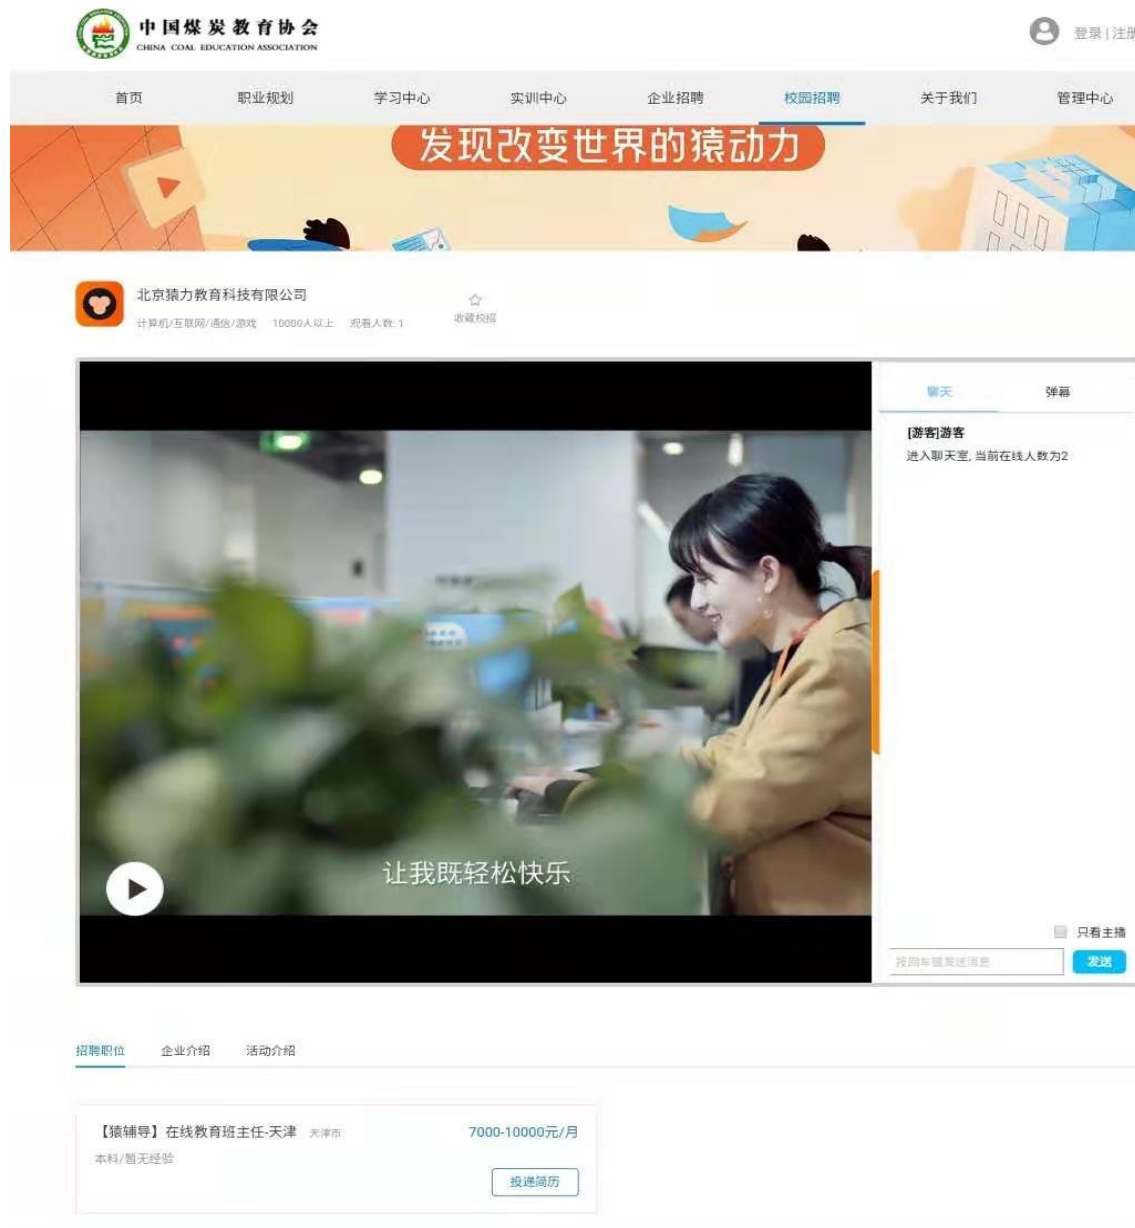 中国煤炭教育协会
CHINA COAL EDUCATION ASSOCIATION
登录 | 注册
首页 职业规划 学习中心 实训中心 企业招聘 校园招聘 关于我们 管理中心
发现改变世界的猿动力
北京猿力教育科技有限公司
计算机/互联网/通信/游戏 10000人以上 观看人数: 1
收藏校招
聊天 弹幕
[游客]游客
进入聊天室, 当前在线人数为2
让我既轻松快乐
只看主播
按回车键发送消息 发送
招聘职位 企业介绍 活动介绍
【猿辅导】在线教育班主任-天津 天津市 7000-10000元/月
本科/暂无经验
投递简历